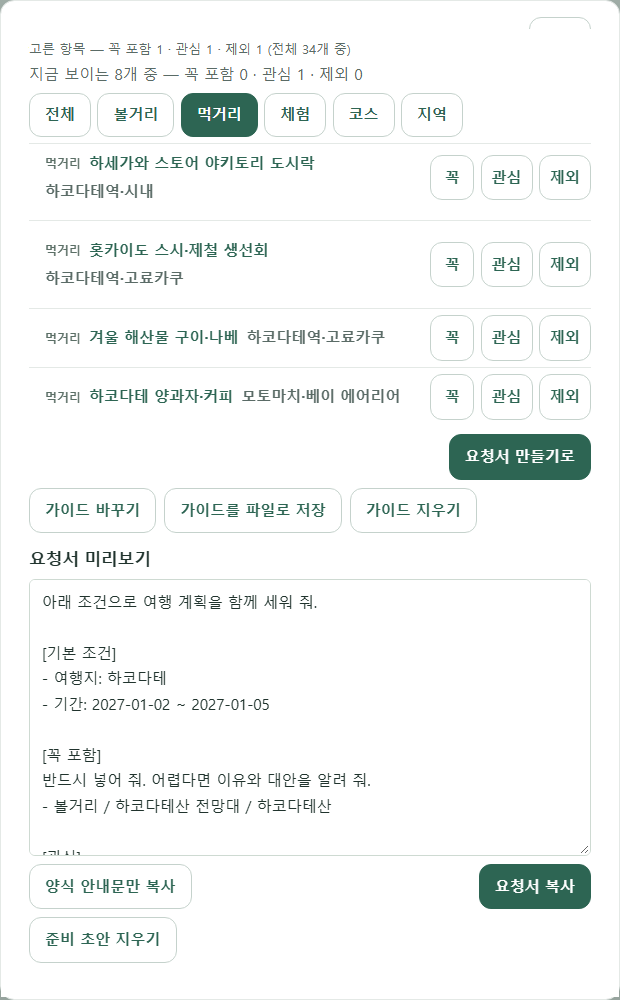 고른 항목 — 꼭 포함 1 · 관심 1 · 제외 1 (전체 34개 중)
지금 보이는 8개 중 — 꼭 포함 0 · 관심 1 · 제외 0
전체 볼거리 먹거리 체험 코스 지역
먹거리 하세가와 스토어 야키토리 도시락
하코다테역·시내
꼭 관심 제외
먹거리 홋카이도 스시·제철 생선회
하코다테역·고료카쿠
꼭 관심 제외
먹거리 겨울 해산물 구이·나베 하코다테역·고료카쿠 꼭 관심 제외
먹거리 하코다테 양과자·커피 모토마치·베이 에어리어 꼭 관심 제외
요청서 만들기로
가이드 바꾸기 가이드를 파일로 저장 가이드 지우기
요청서 미리보기
아래 조건으로 여행 계획을 함께 세워 줘.
[기본 조건]
- 여행지: 하코다테
- 기간: 2027-01-02 ~ 2027-01-05
[꼭 포함]
반드시 넣어 줘. 어렵다면 이유와 대안을 알려 줘.
- 볼거리 / 하코다테산 전망대 / 하코다테산
[관심]
양식 안내문만 복사 요청서 복사
준비 초안 지우기